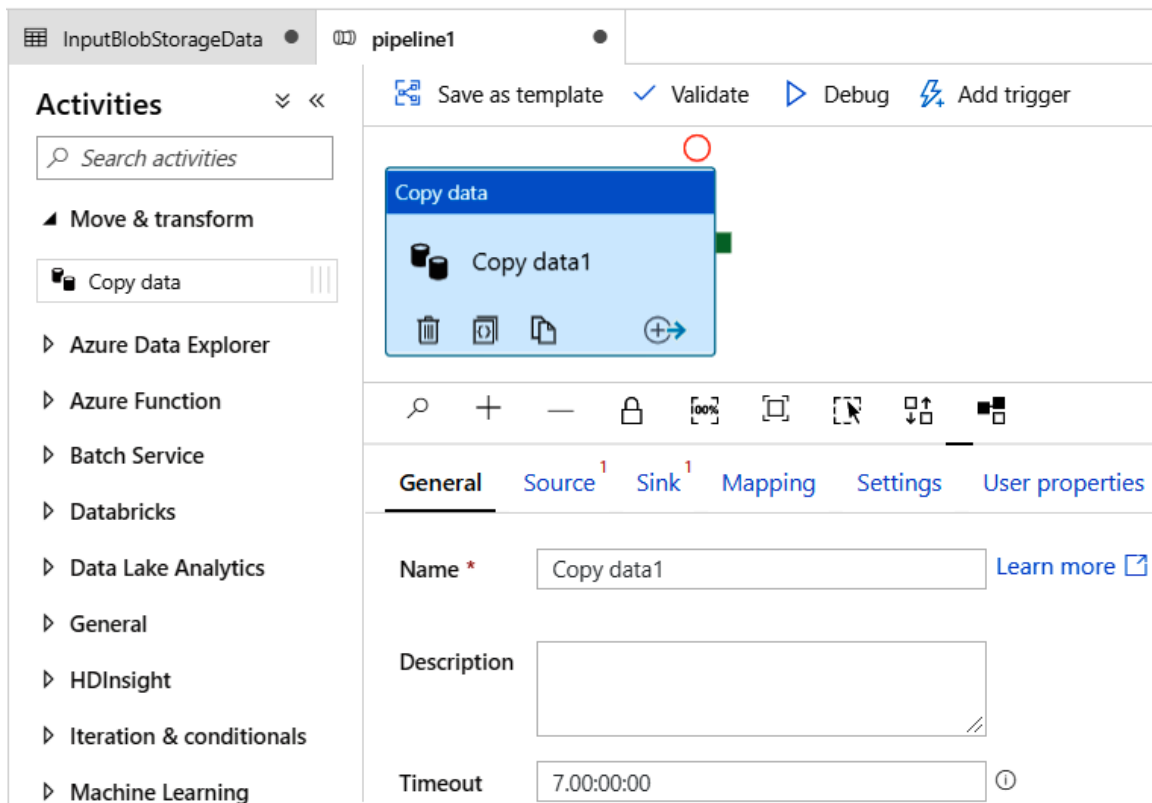 InputBlobStorageData
pipeline1
Activities
Search activities
Move & transform
Copy data
Azure Data Explorer
Azure Function
Batch Service
Databricks
Data Lake Analytics
General
HDInsight
Iteration & conditionals
Machine Learning
Save as template
Validate
Debug
Add trigger
Copy data
Copy data1
100%
General
Source 1
Sink 1
Mapping
Settings
User properties
Name *
Copy data1
Learn more
Description
Timeout
7.00:00:00